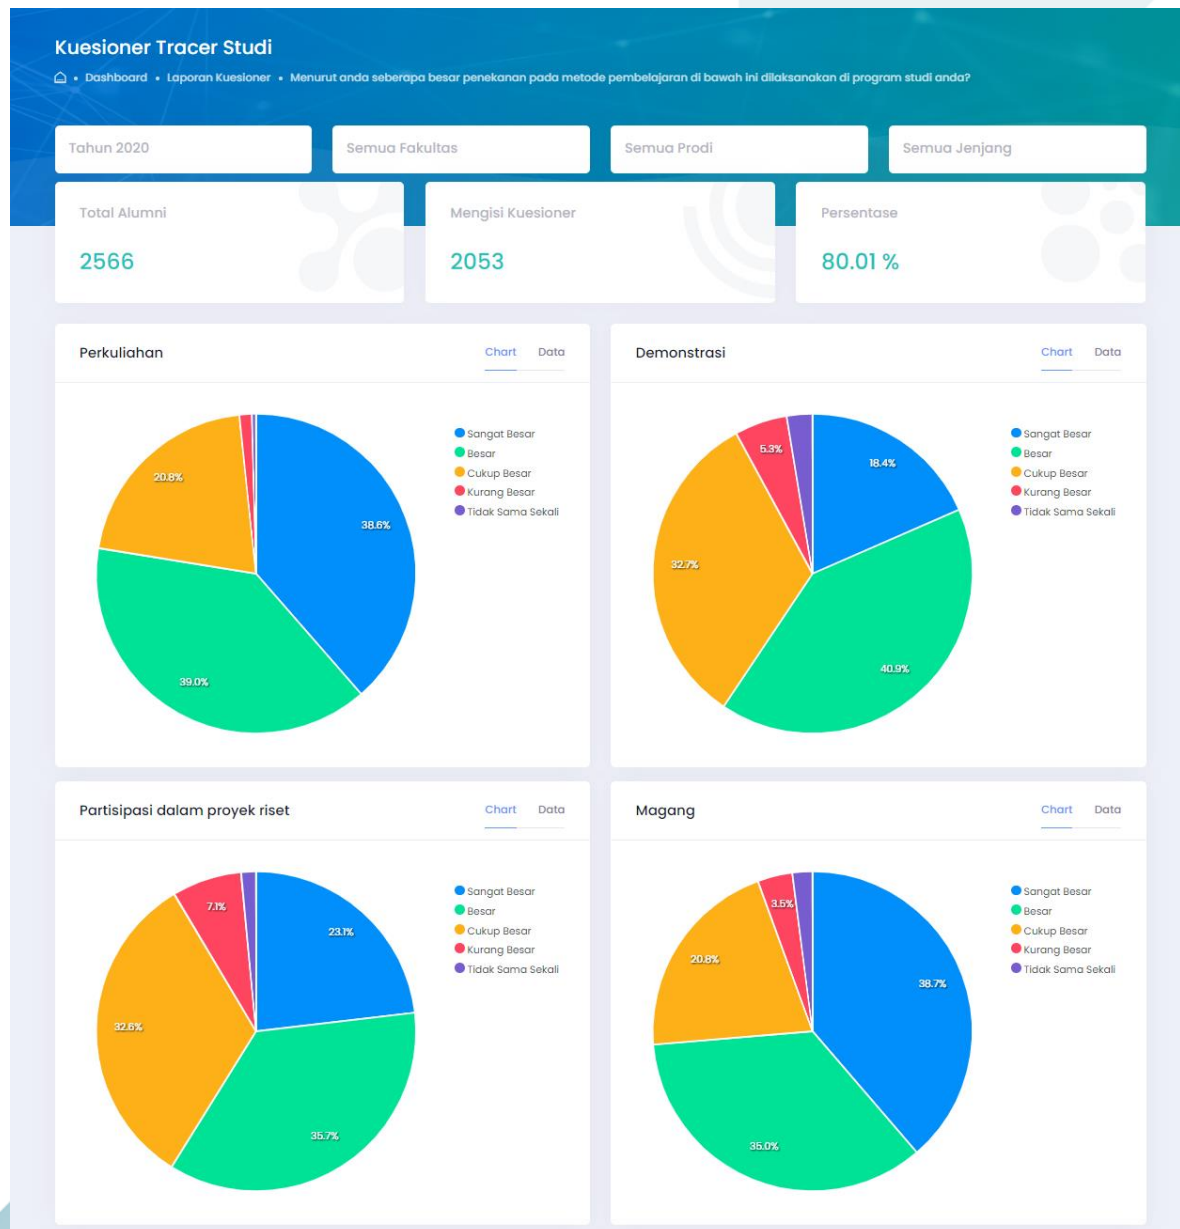 Kuesioner Tracer Studi
Dashboard • Laporan Kuesioner • Menurut anda seberapa besar penekanan pada metode pembelajaran di bawah ini dilaksanakan di program studi anda?
Tahun 2020 Semua Fakultas Semua Prodi Semua Jenjang
Total Alumni Mengisi Kuesioner Persentase
2566 2053 80.01 %
Perkuliahan Chart Data
38.6%
39.0%
20.8%
Sangat Besar
Besar
Cukup Besar
Kurang Besar
Tidak Sama Sekali
Demonstrasi Chart Data
18.4%
40.9%
32.7%
5.3%
Sangat Besar
Besar
Cukup Besar
Kurang Besar
Tidak Sama Sekali
Partisipasi dalam proyek riset Chart Data
23.1%
35.7%
32.6%
7.1%
Sangat Besar
Besar
Cukup Besar
Kurang Besar
Tidak Sama Sekali
Magang Chart Data
38.7%
35.0%
20.8%
3.5%
Sangat Besar
Besar
Cukup Besar
Kurang Besar
Tidak Sama Sekali